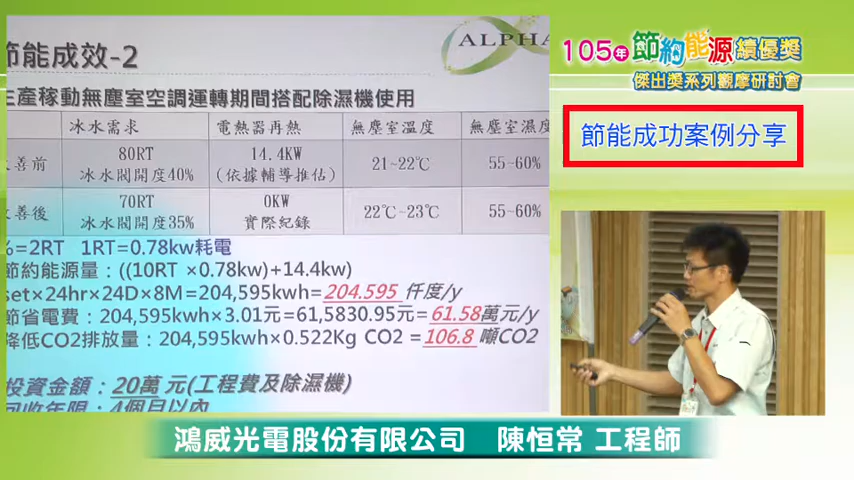 節能成效-2
ALPHA
105年 節約能源績優獎
傑出獎系列觀摩研討會
節能成功案例分享
生產稼動無塵室空調運轉期間搭配除濕機使用
冰水需求 電熱器再熱 無塵室溫度 無塵室濕度
改善前 80RT 冰水閥開度40% 14.4KW (依據輔導推估) 21~22℃ 55-60%
改善後 70RT 冰水閥開度35% 0KW 實際紀錄 22℃~23℃ 55-60%
%=2RT 1RT=0.78kw耗電
節約能源量：((10RT ×0.78kw)+14.4kw)
set×24hr×24D×8M=204,595kwh=204.595 仟度/y
節省電費：204,595kwh×3.01元=61,5830.95元=61.58萬元/y
降低CO2排放量：204,595kwh×0.522Kg CO2 =106.8 噸CO2
投資金額：20萬 元(工程費及除濕機)
回收年限：4個月以內
鴻威光電股份有限公司 陳恒常 工程師